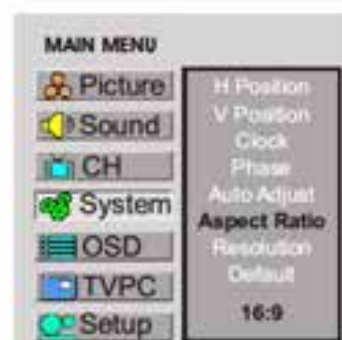 MAIN MENU
Picture
Sound
CH
System
OSD
TVPC
Setup
H Position
V Position
Clock
Phase
Auto Adjust
Aspect Ratio
Resolution
Default
16:9